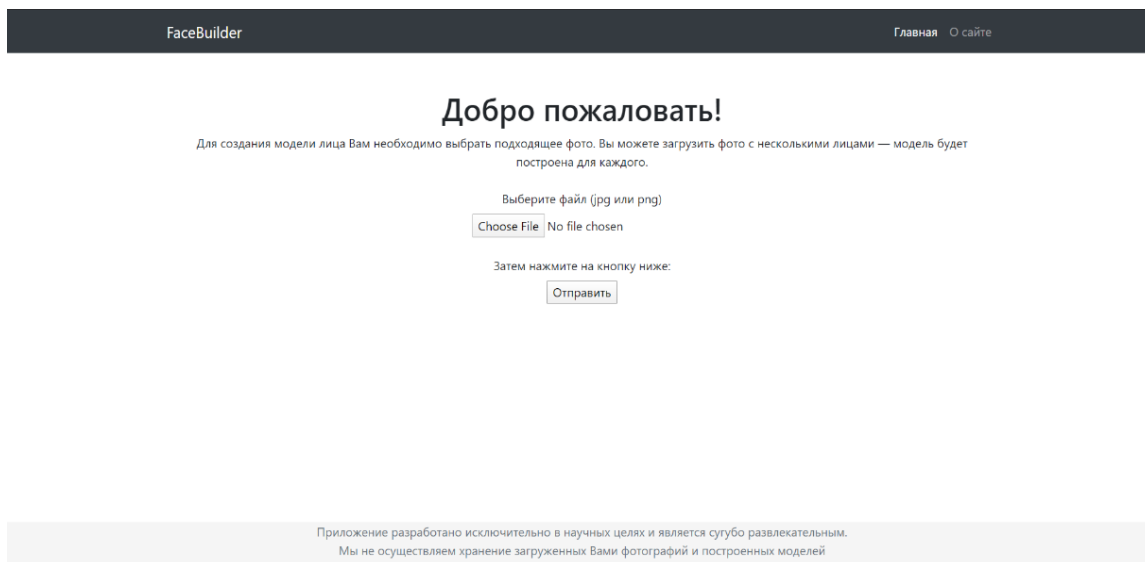 FaceBuilder
Главная О сайте
Добро пожаловать!
Для создания модели лица Вам необходимо выбрать подходящее фото. Вы можете загрузить фото с несколькими лицами — модель будет
построена для каждого.
Выберите файл (jpg или png)
Choose File No file chosen
Затем нажмите на кнопку ниже:
Отправить
Приложение разработано исключительно в научных целях и является сугубо развлекательным.
Мы не осуществляем хранение загруженных Вами фотографий и построенных моделей